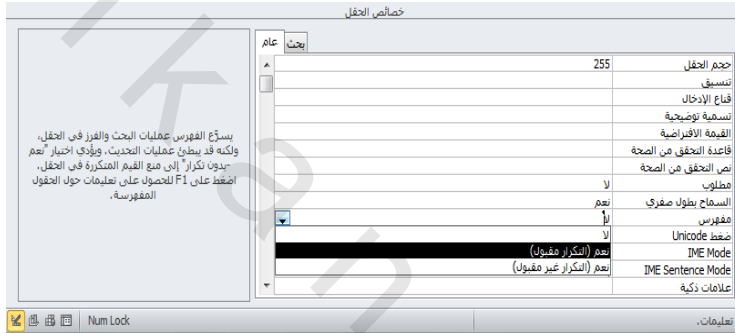 خصائص الحقل
عام بحث
حجم الحقل 255
تنسيق
قناع الإدخال
تسمية توضيحية
القيمة الافتراضية
قاعدة التحقق من الصحة
نص التحقق من الصحة
مطلوب لا
السماح بطول صفري نعم
مفهرس لا
ضغط Unicode لا
IME Mode نعم (التكرار مقبول)
IME Sentence Mode نعم (التكرار غير مقبول)
علامات ذكية
يسرّع الفهرس عمليات البحث والفرز في الحقل،
ولكنه قد يبطئ عمليات التحديث. ويؤدي اختيار "نعم
-بدون تكرار" إلى منع القيم المتكررة في الحقل.
اضغط على F1 للحصول على تعليمات حول الحقول
المفهرسة.
تعليمات.
Num Lock